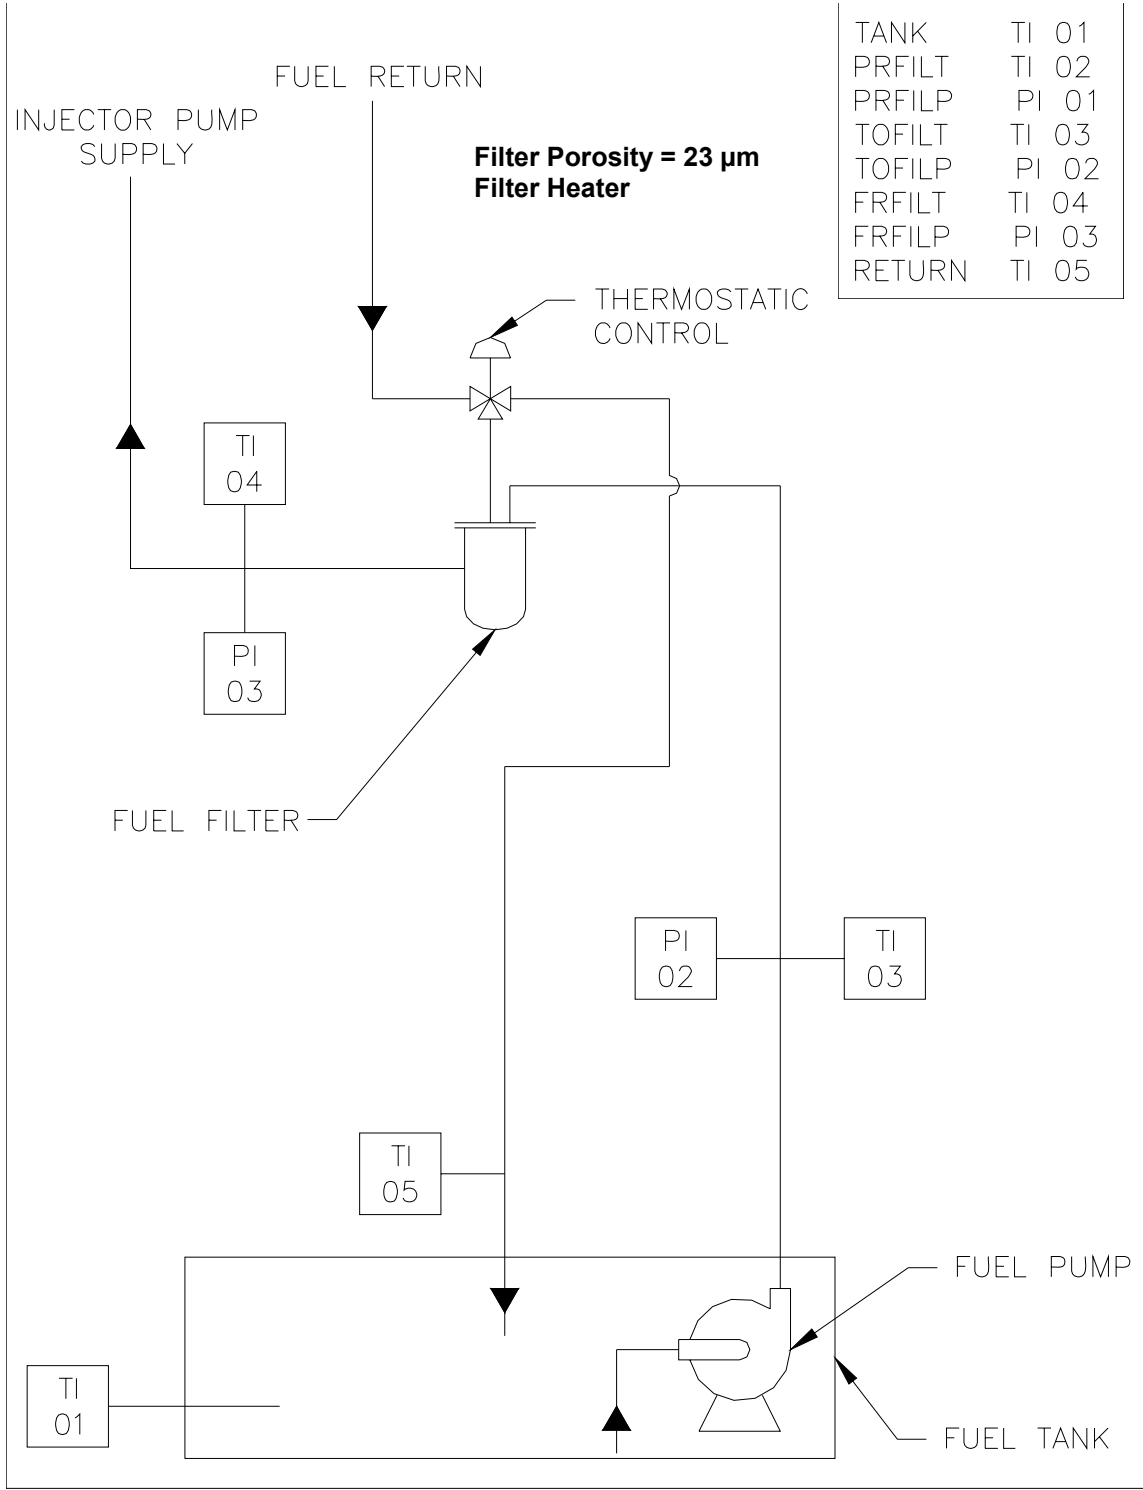 TANK TI 01
PRFILT TI 02
PRFILP PI 01
TOFILT TI 03
TOFILP PI 02
FRFILT TI 04
FRFILP PI 03
RETURN TI 05
FUEL RETURN
INJECTOR PUMP
SUPPLY
Filter Porosity = 23 µm
Filter Heater
THERMOSTATIC
CONTROL
TI
04
PI
03
FUEL FILTER
PI
02
TI
03
TI
05
FUEL PUMP
TI
01
FUEL TANK